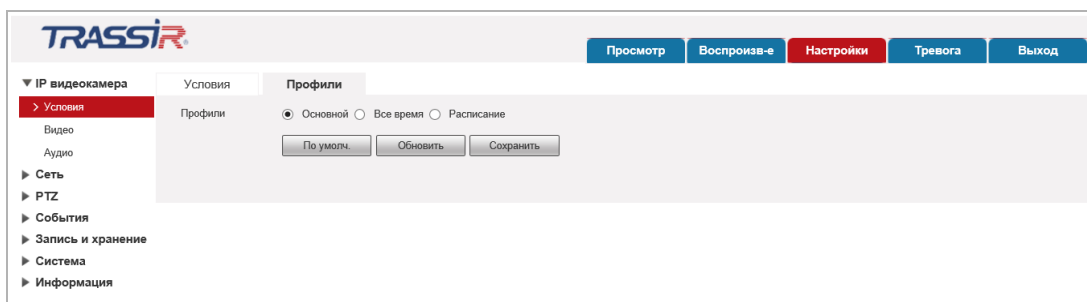 TRASSIR
Просмотр Воспроизв-е Настройки Тревога Выход
IP видеокамера
Условия
Видео
Аудио
Сеть
PTZ
События
Запись и хранение
Система
Информация
Условия Профили
Профили Основной Все время Расписание
По умолч. Обновить Сохранить